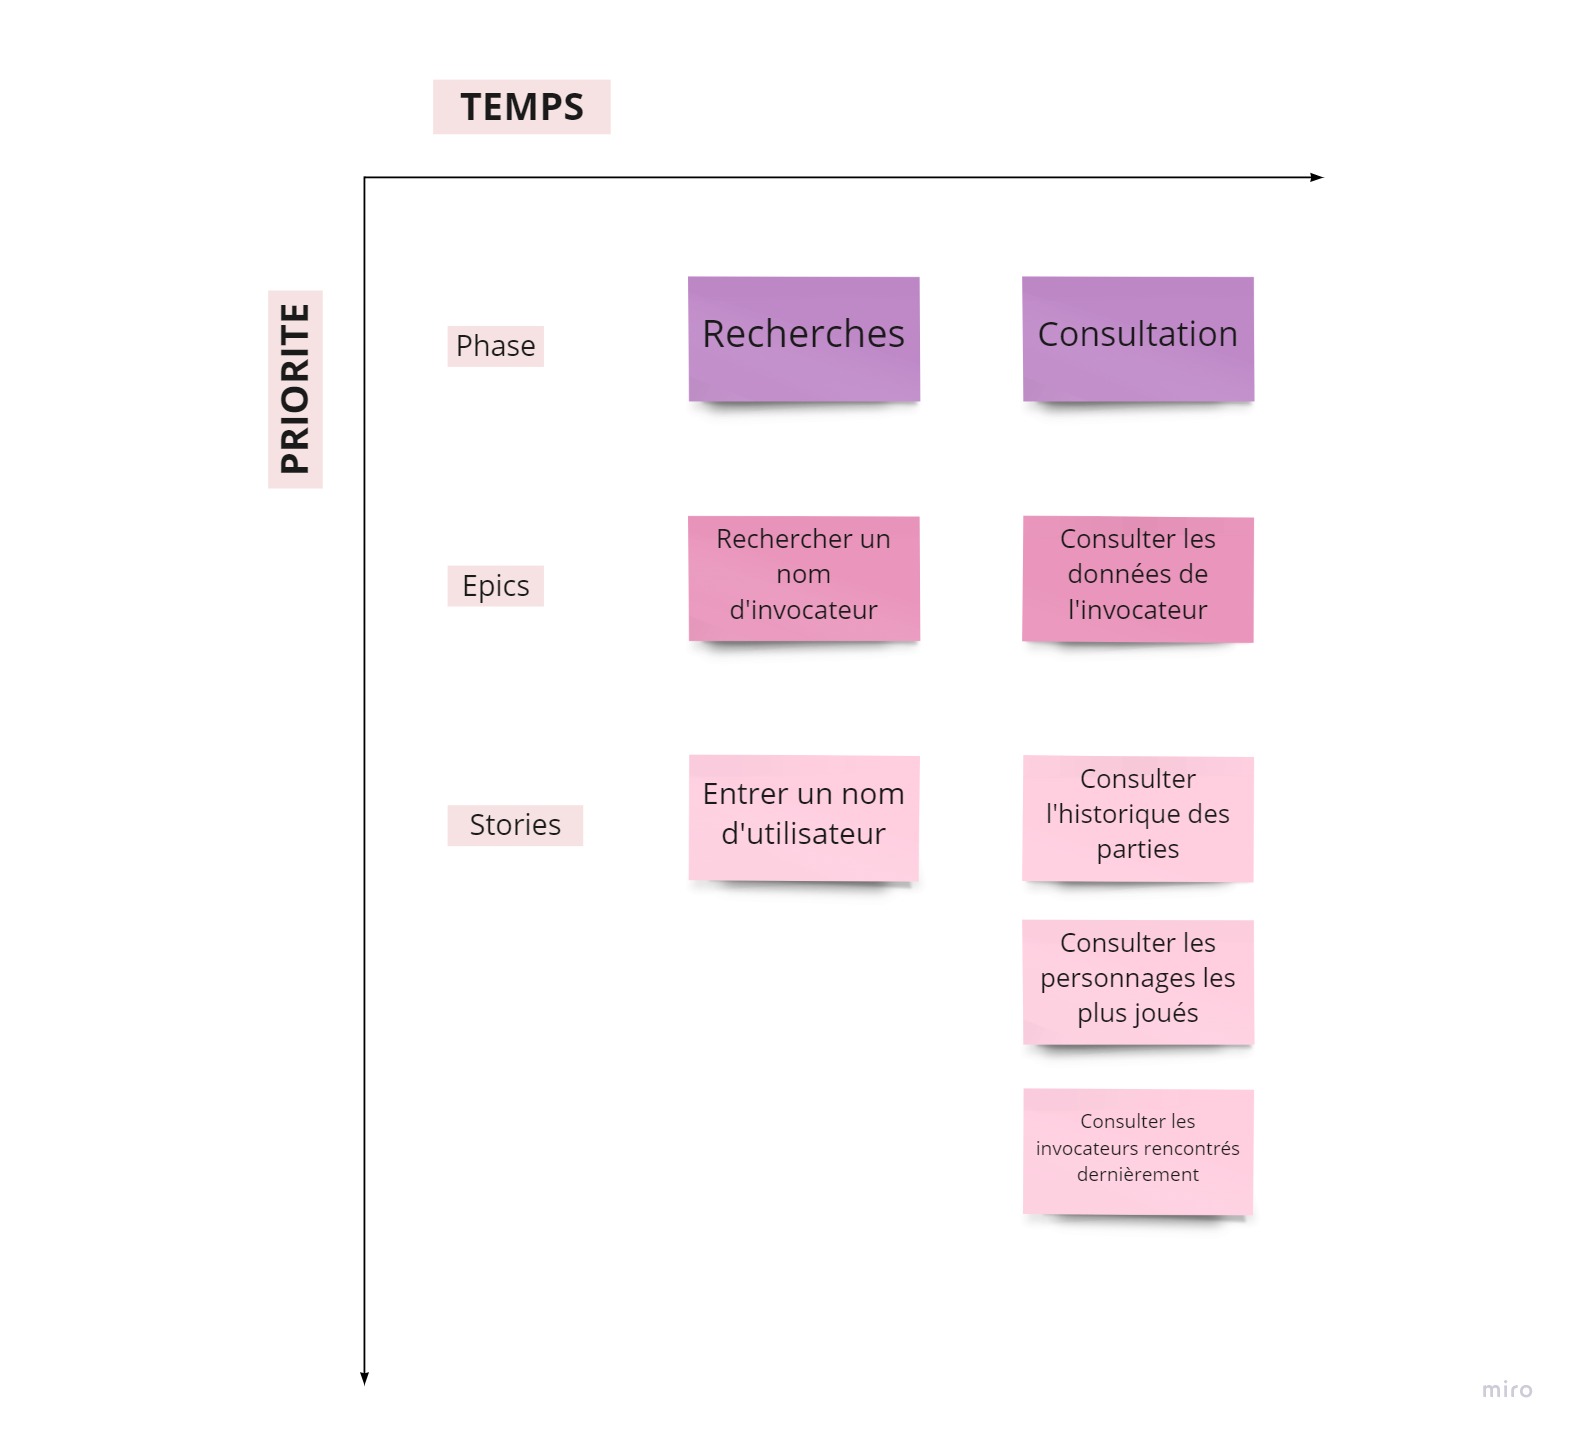 TEMPS
PRIORITE
Phase
Recherches
Consultation
Epics
Rechercher un
nom
d'invocateur
Consulter les
données de
l'invocateur
Stories
Entrer un nom
d'utilisateur
Consulter
l'historique des
parties
Consulter les
personnages les
plus joués
Consulter les
invocateurs rencontrés
dernièrement
miro